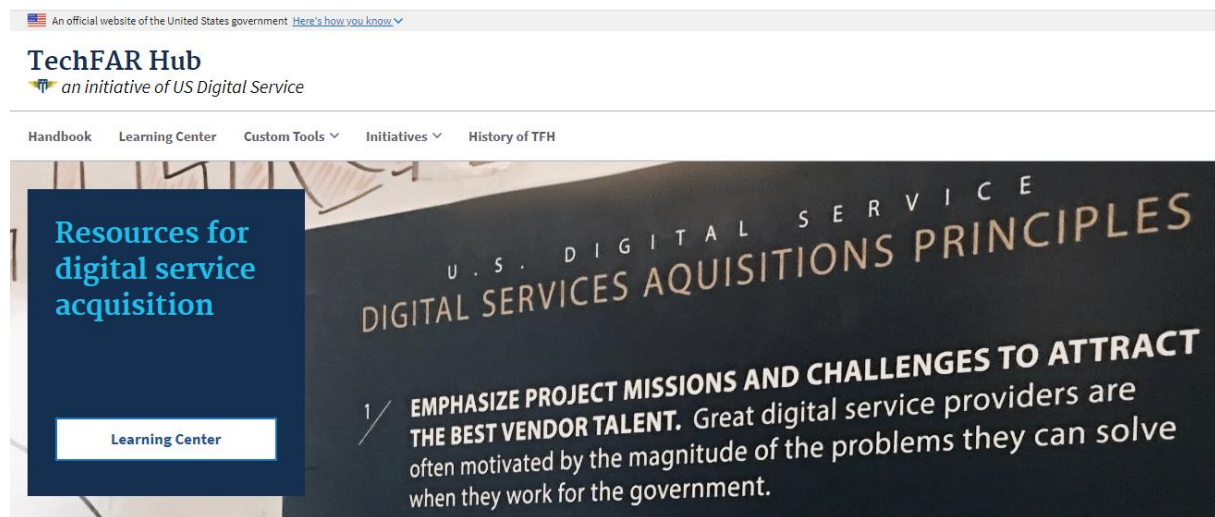 An official website of the United States government Here's how you know
TechFAR Hub
an initiative of US Digital Service
Handbook Learning Center Custom Tools Initiatives History of TFH
Resources for
digital service
acquisition
Learning Center
U.S. DIGITAL SERVICE
DIGITAL SERVICES AQUISITIONS PRINCIPLES
1/ EMPHASIZE PROJECT MISSIONS AND CHALLENGES TO ATTRACT
THE BEST VENDOR TALENT. Great digital service providers are
often motivated by the magnitude of the problems they can solve
when they work for the government.